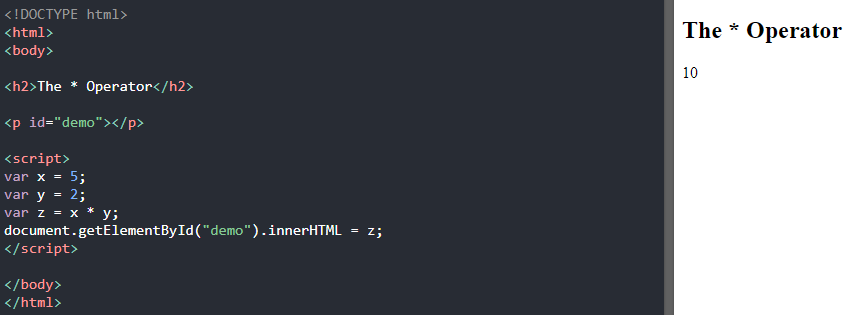 <!DOCTYPE html>
<html>
<body>
<h2>The * Operator</h2>
<p id="demo"></p>
<script>
var x = 5;
var y = 2;
var z = x * y;
document.getElementById("demo").innerHTML = z;
</script>
</body>
</html>
The * Operator
10